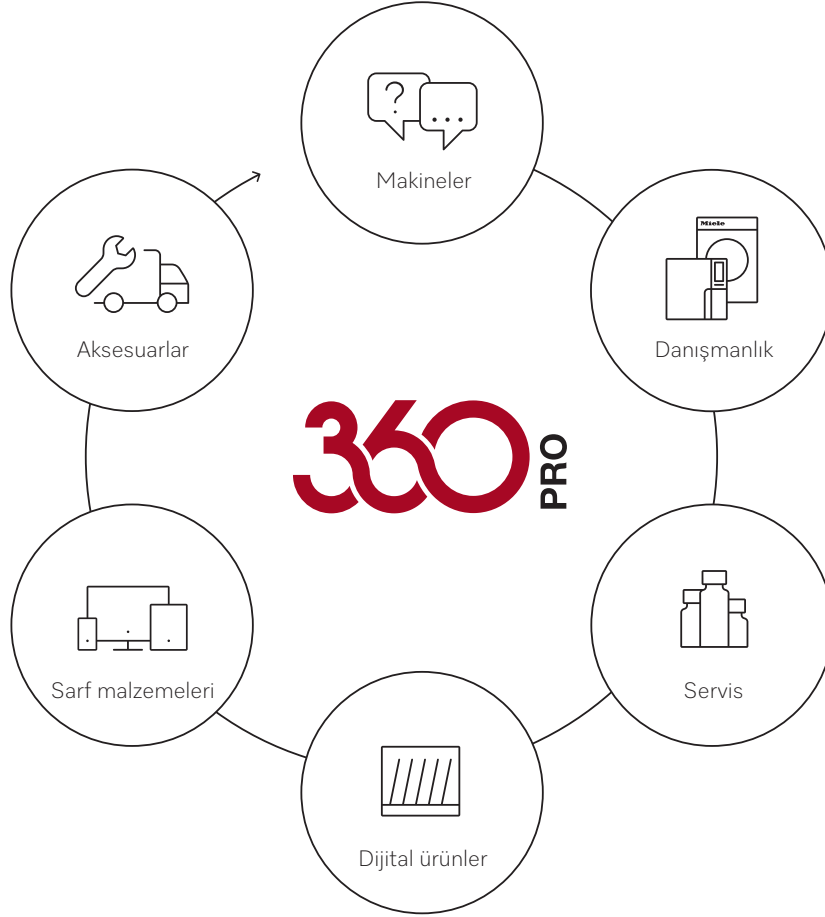 Makineler
Miele
Danışmanlık
Aksesuarlar
360 PRO
Sarf malzemeleri
Servis
Dijital ürünler